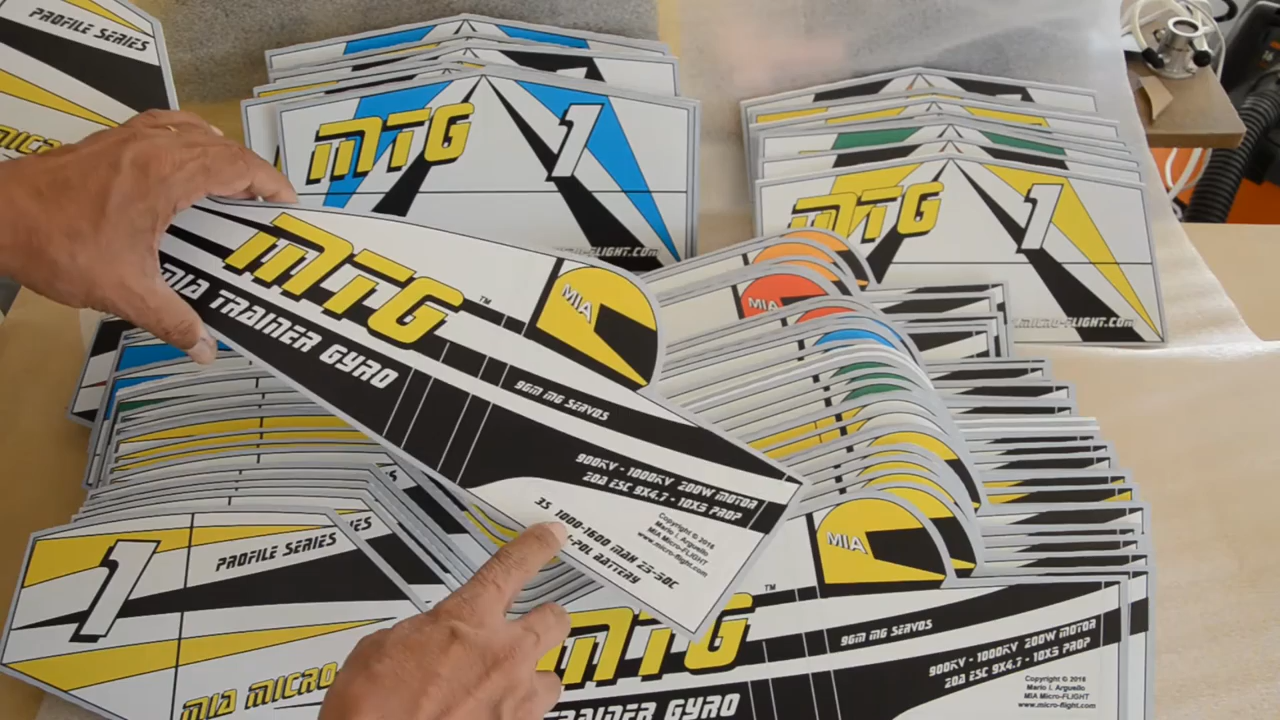 PROFILE SERIES
MTG
1
MICRO-FLIGHT.COM
MTG
1
.MICRO-FLIGHT.COM
MTG™
MIA
MIA TRAINER GYRO
9GM MG SERVOS
900KV - 1000KV 200W MOTOR
20A ESC 9X4.7 - 10X5 PROP
3S 1000-1600 MAH 25-50C
BATTERY
Copyright © 2018
Mario I. Arguello
MIA Micro-FLIGHT
www.micro-flight.com
MIA
MIA
1
PROFILE SERIES
MIA MICRO
MTG™
TRAINER GYRO
9GM MG SERVOS
900KV - 1000KV 200W MOTOR
20A ESC 9X4.7 - 10X5 PROP
Copyright © 2018
Mario I. Arguello
MIA Micro-FLIGHT
www.micro-flight.com